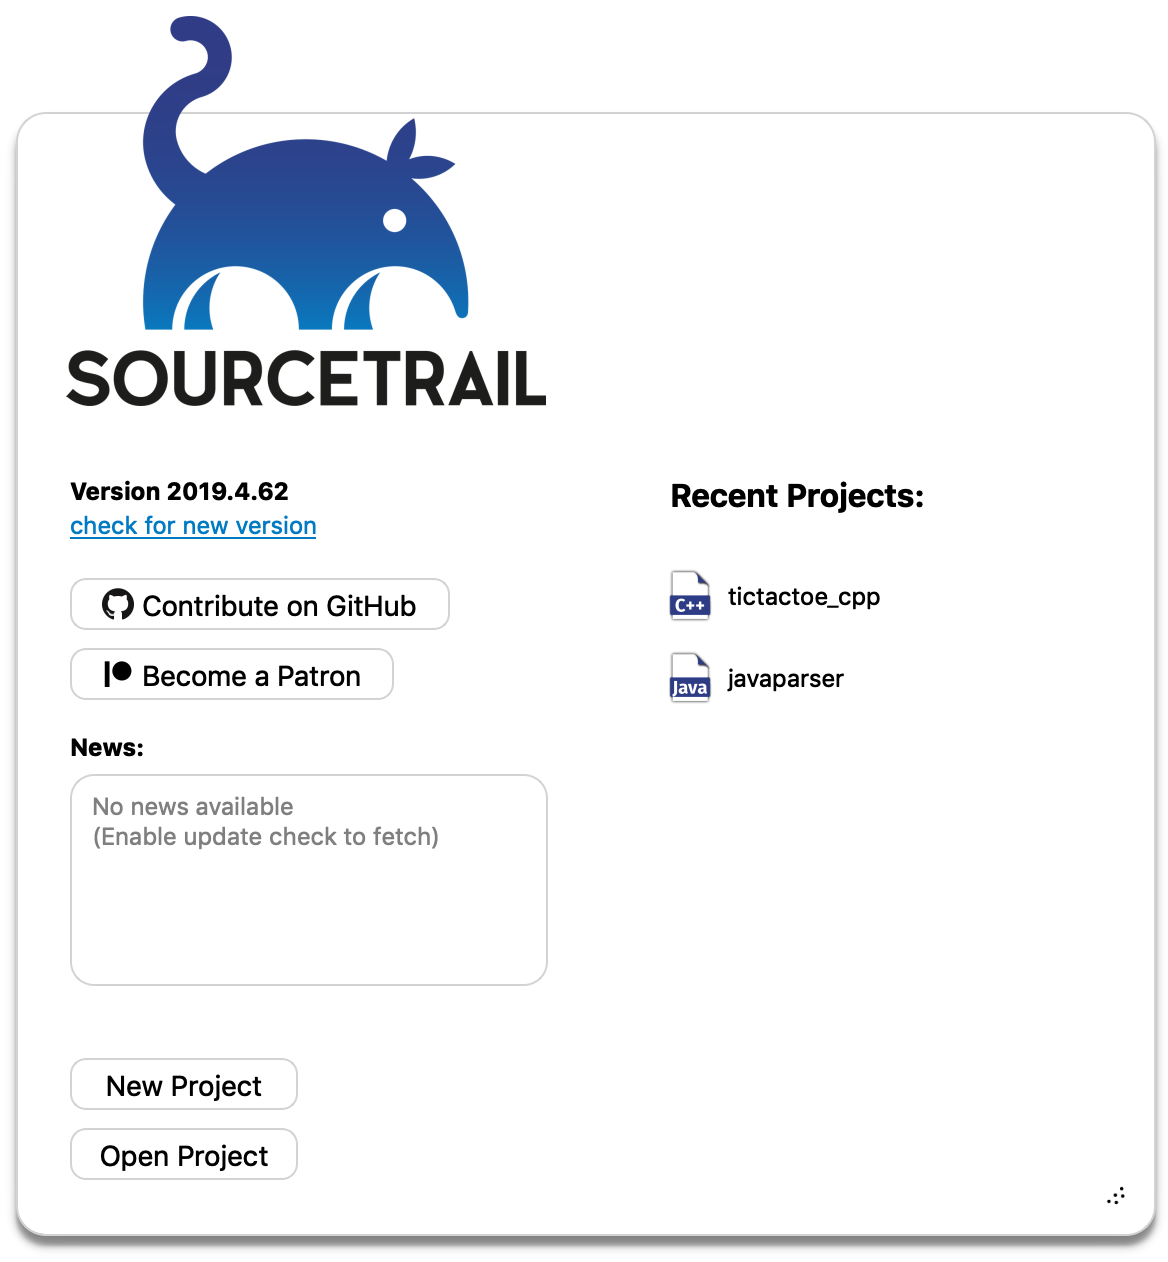 SOURCETRAIL
Version 2019.4.62
check for new version
Contribute on GitHub
Become a Patron
News:
No news available
(Enable update check to fetch)
New Project
Open Project
Recent Projects:
C++ tictactoe_cpp
Java javaparser